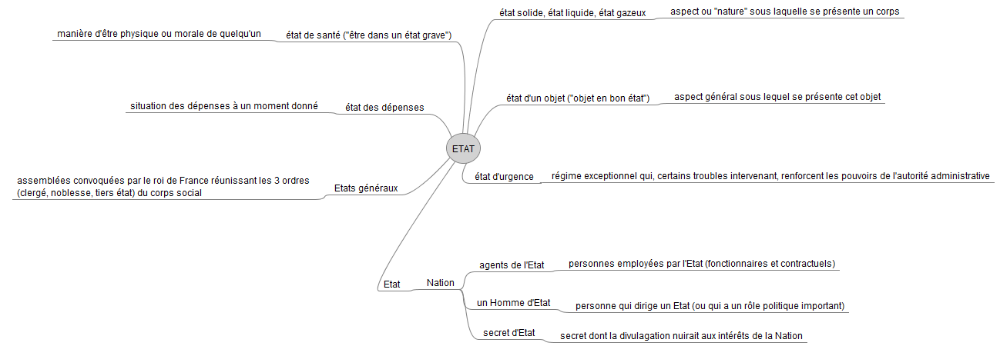 état solide, état liquide, état gazeux
aspect ou "nature" sous laquelle se présente un corps
manière d'être physique ou morale de quelqu'un
état de santé ("être dans un état grave")
état d'un objet ("objet en bon état")
aspect général sous lequel se présente cet objet
situation des dépenses à un moment donné
état des dépenses
ETAT
état d'urgence
régime exceptionnel qui, certains troubles intervenant, renforcent les pouvoirs de l'autorité administrative
assemblées convoquées par le roi de France réunissant les 3 ordres
(clergé, noblesse, tiers état) du corps social
Etats généraux
Etat
Nation
agents de l'Etat
personnes employées par l'Etat (fonctionnaires et contractuels)
un Homme d'Etat
personne qui dirige un Etat (ou qui a un rôle politique important)
secret d'Etat
secret dont la divulagation nuirait aux intérêts de la Nation